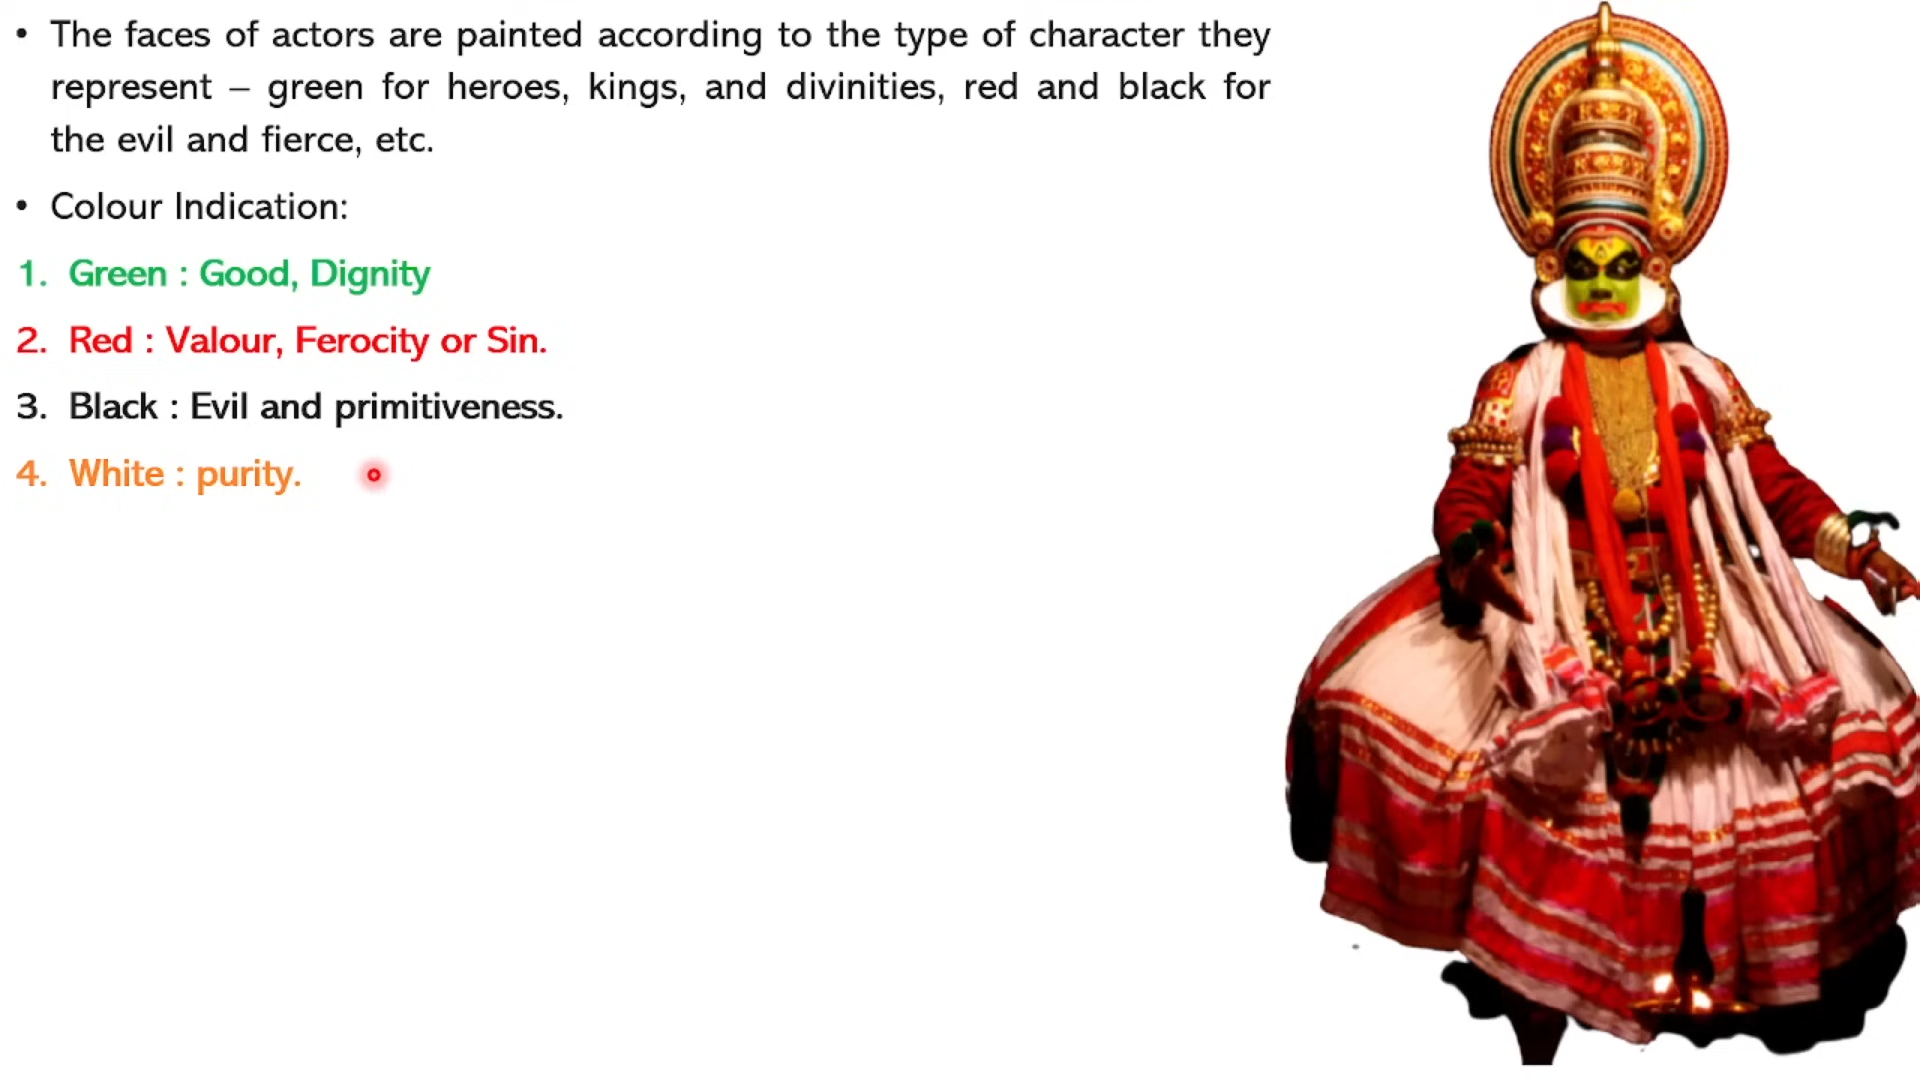 • The faces of actors are painted according to the type of character they
represent – green for heroes, kings, and divinities, red and black for
the evil and fierce, etc.
• Colour Indication:
1. Green : Good, Dignity
2. Red : Valour, Ferocity or Sin.
3. Black : Evil and primitiveness.
4. White : purity.